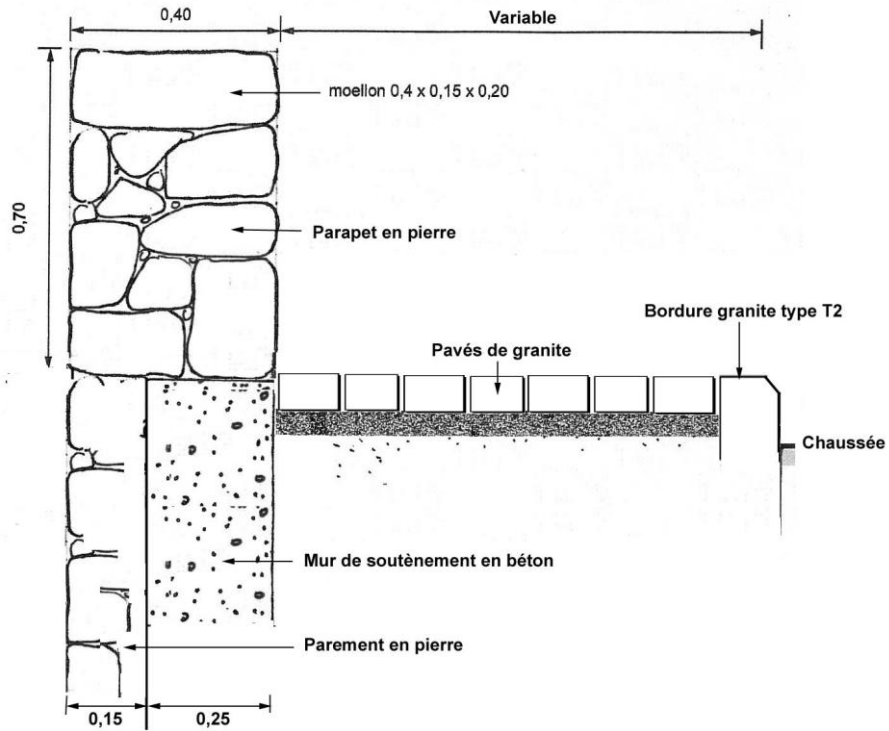 0,40
Variable
moellon 0,4 x 0,15 x 0,20
0,70
Parapet en pierre
Bordure granite type T2
Pavés de granite
Chaussée
Mur de soutènement en béton
Parement en pierre
0,15
0,25